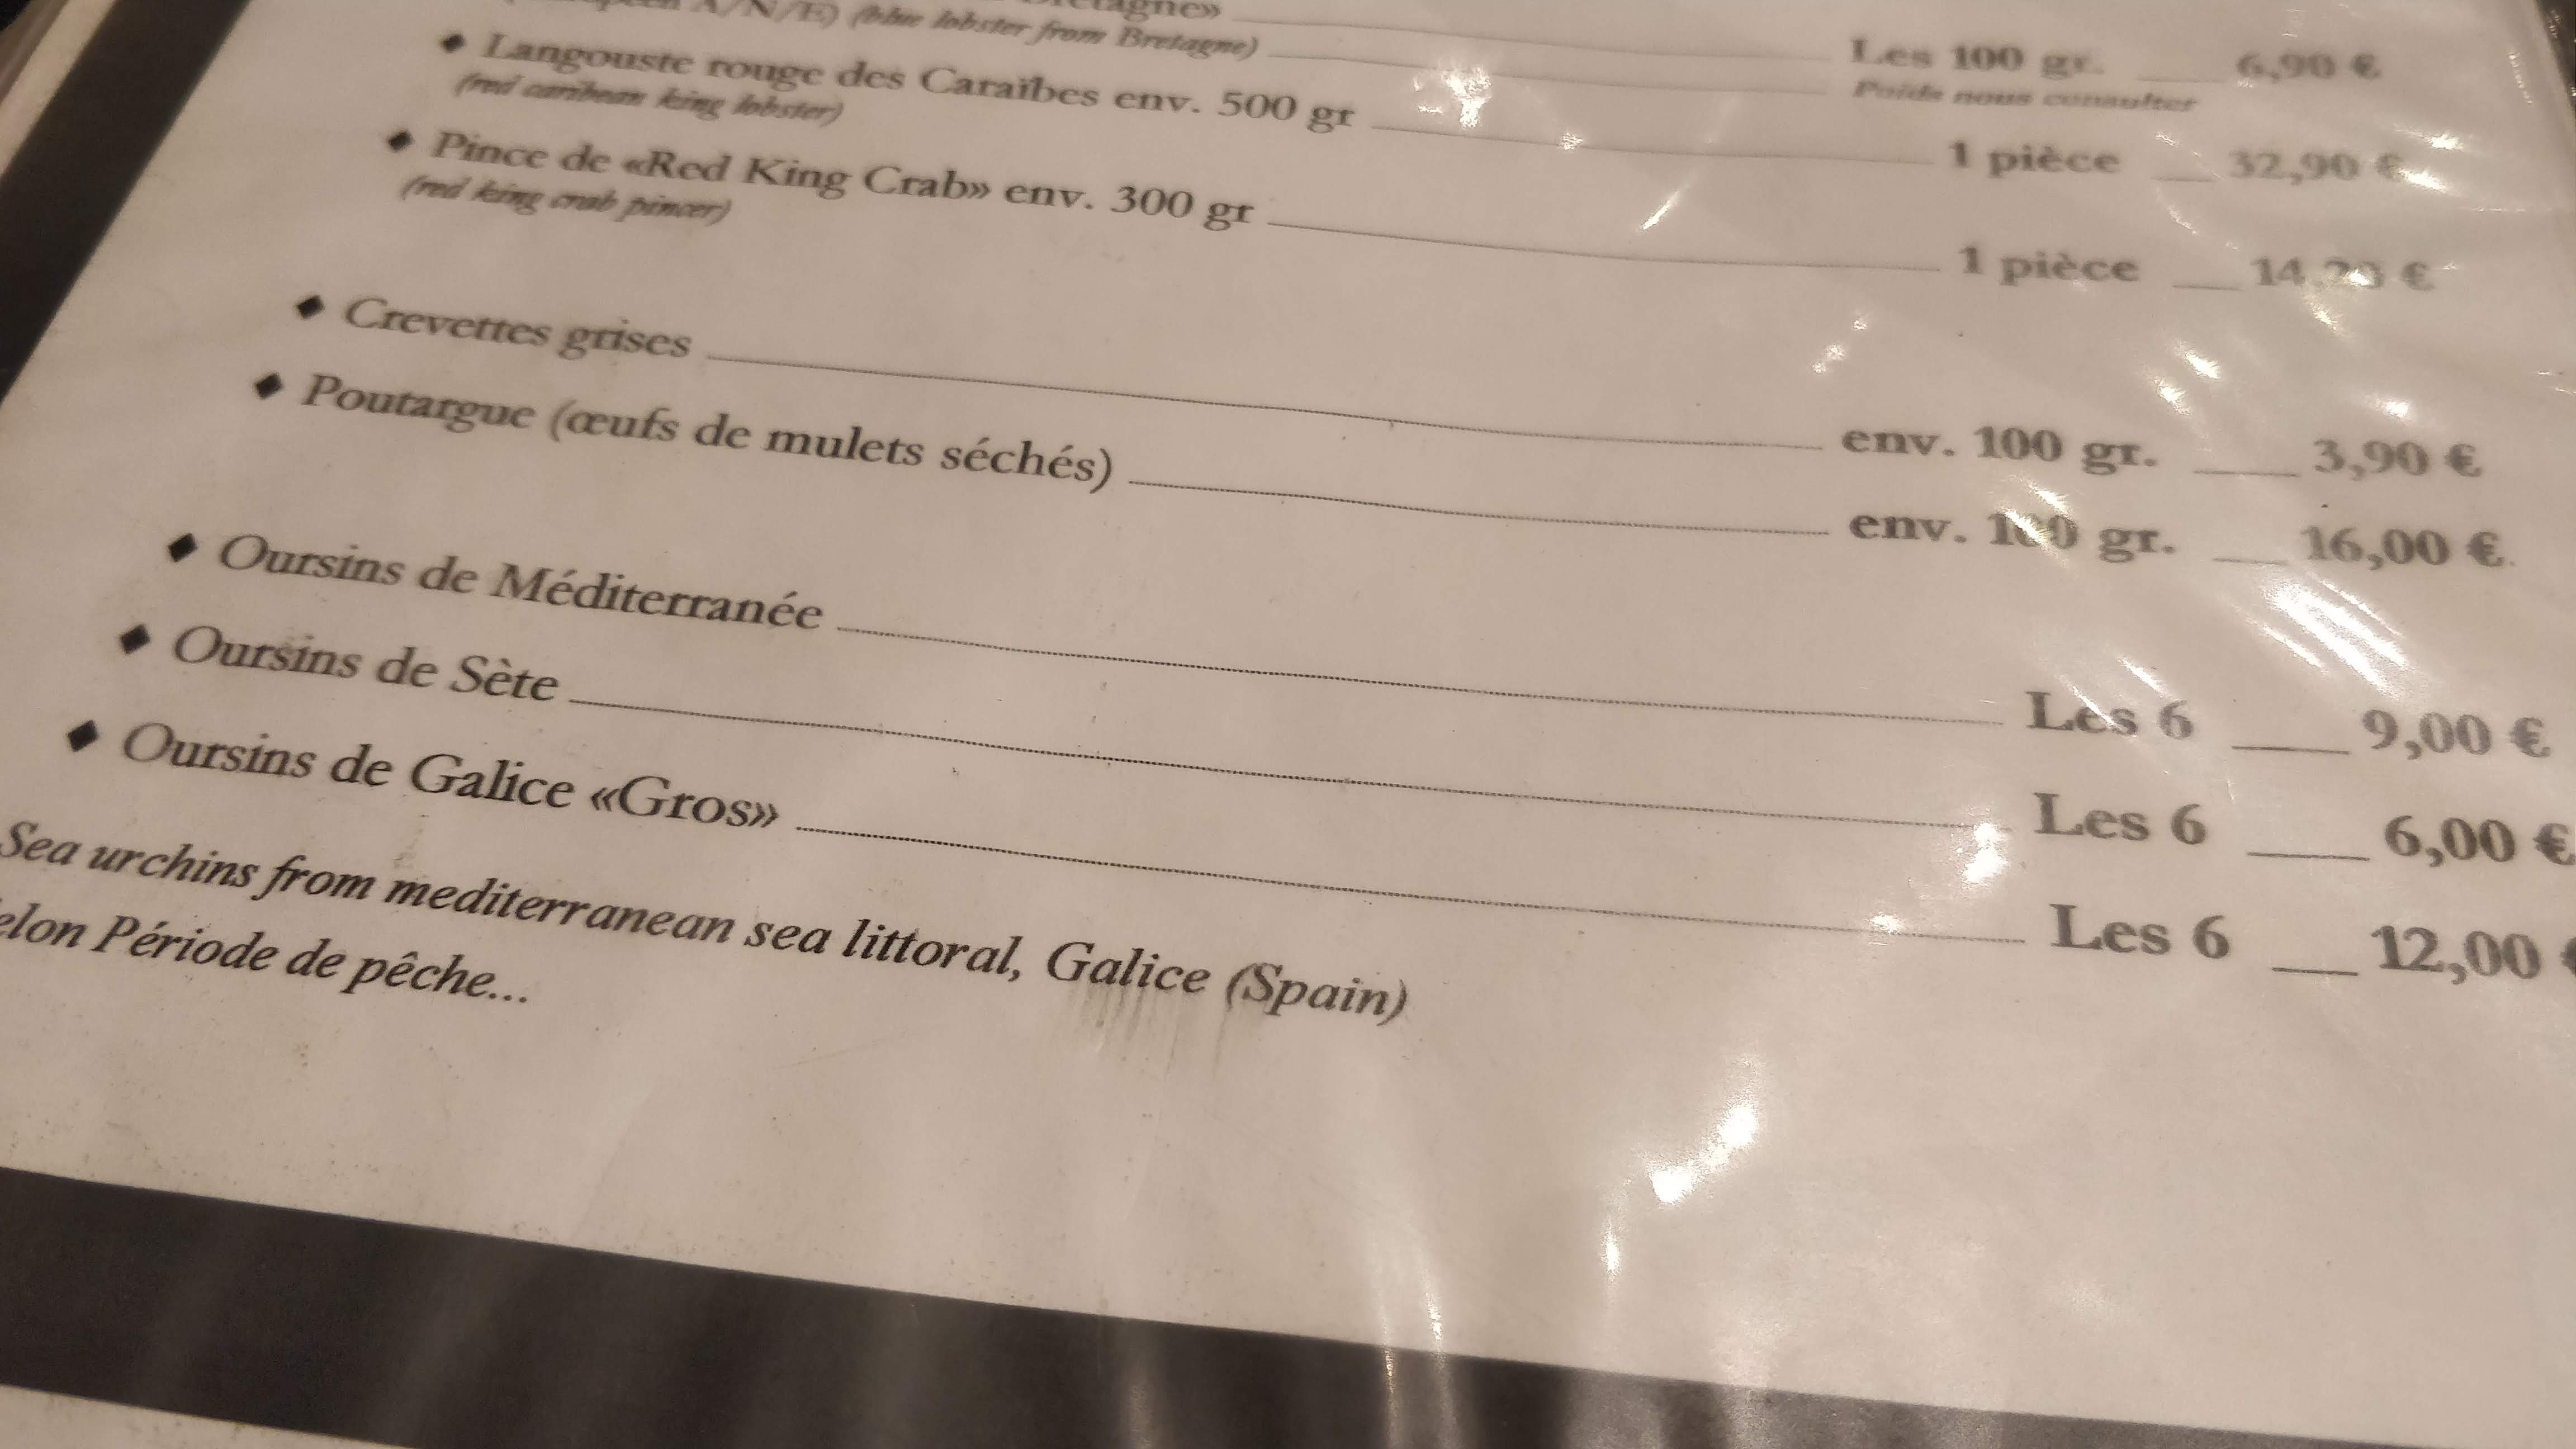 Bretagne»
A/N/E) (blue lobster from Bretagne) Les 100 gr. 6,90 €
Poids nous consulter
◆ Langouste rouge des Caraïbes env. 500 gr 1 pièce 32,90 €
(red caribean king lobster)
◆ Pince de «Red King Crab» env. 300 gr 1 pièce €
(red king crab pincer)
◆ Crevettes grises env. 100 gr. 3,90 €
◆ Poutargue (œufs de mulets séchés) env. 100 gr. 16,00 €
◆ Oursins de Méditerranée Les 6 9,00 €
◆ Oursins de Sète Les 6 6,00 €
◆ Oursins de Galice «Gros» Les 6 12,00 €
Sea urchins from mediterranean sea littoral, Galice (Spain)
elon Période de pêche...